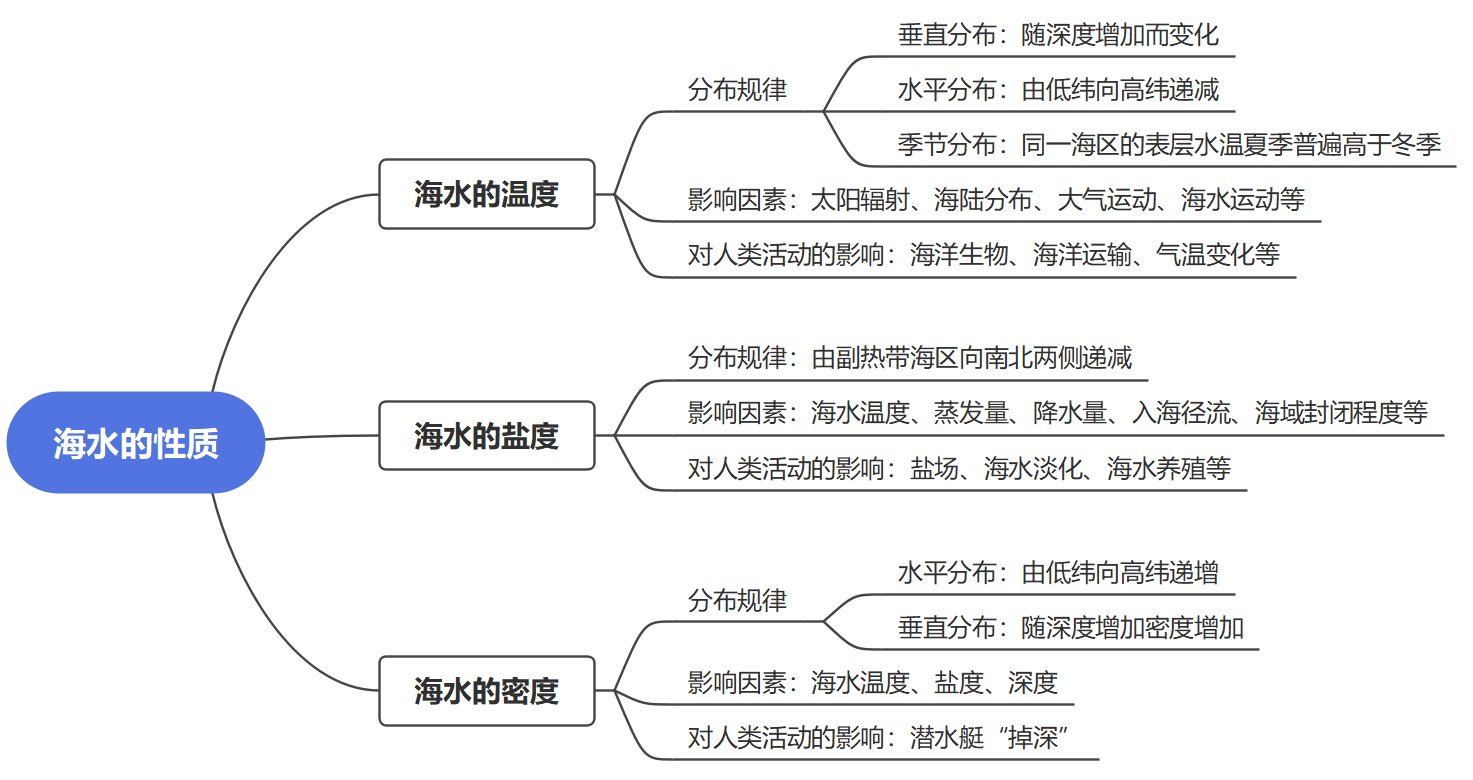 海水的性质
海水的温度
分布规律
垂直分布：随深度增加而变化
水平分布：由低纬向高纬递减
季节分布：同一海区的表层水温夏季普遍高于冬季
影响因素：太阳辐射、海陆分布、大气运动、海水运动等
对人类活动的影响：海洋生物、海洋运输、气温变化等
海水的盐度
分布规律：由副热带海区向南北两侧递减
影响因素：海水温度、蒸发量、降水量、入海径流、海域封闭程度等
对人类活动的影响：盐场、海水淡化、海水养殖等
海水的密度
分布规律
水平分布：由低纬向高纬递增
垂直分布：随深度增加密度增加
影响因素：海水温度、盐度、深度
对人类活动的影响：潜水艇“掉深”